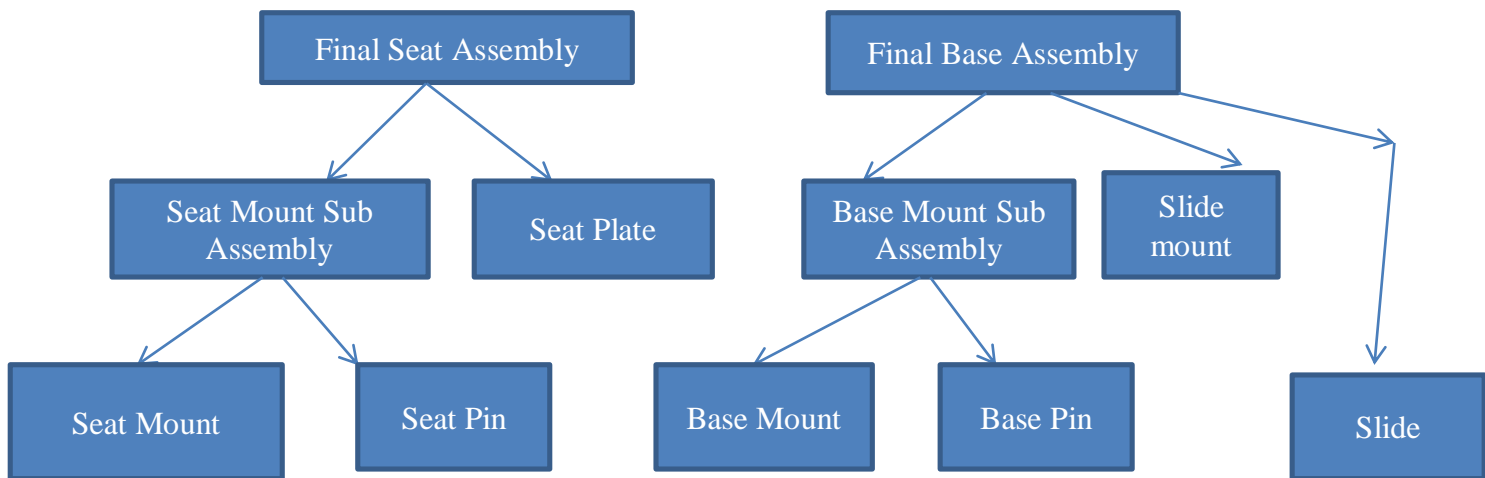 Final Seat Assembly
Final Base Assembly
Seat Mount Sub
Assembly
Seat Plate
Base Mount Sub
Assembly
Slide
mount
Seat Mount
Seat Pin
Base Mount
Base Pin
Slide